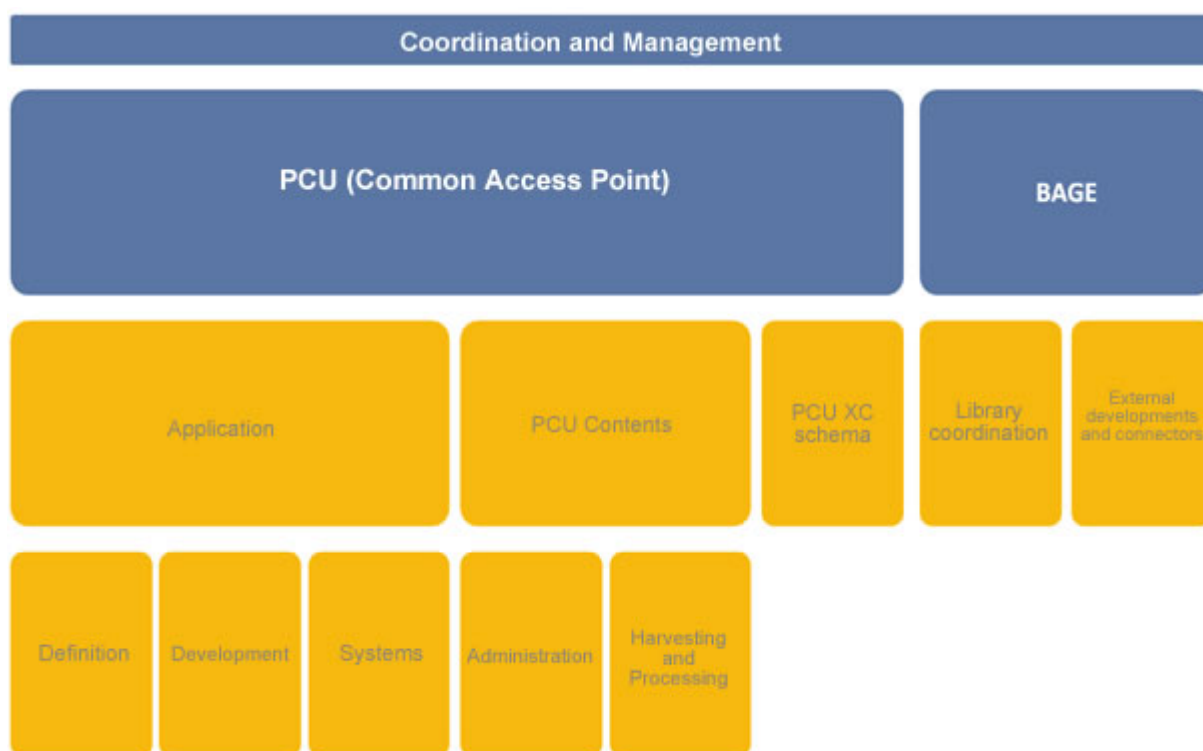 Coordination and Management
PCU (Common Access Point)
BAGE
Application
PCU Contents
PCU XC
schema
Library
coordination
External
developments
and connectors
Definition
Development
Systems
Administration
Harvesting
and
Processing